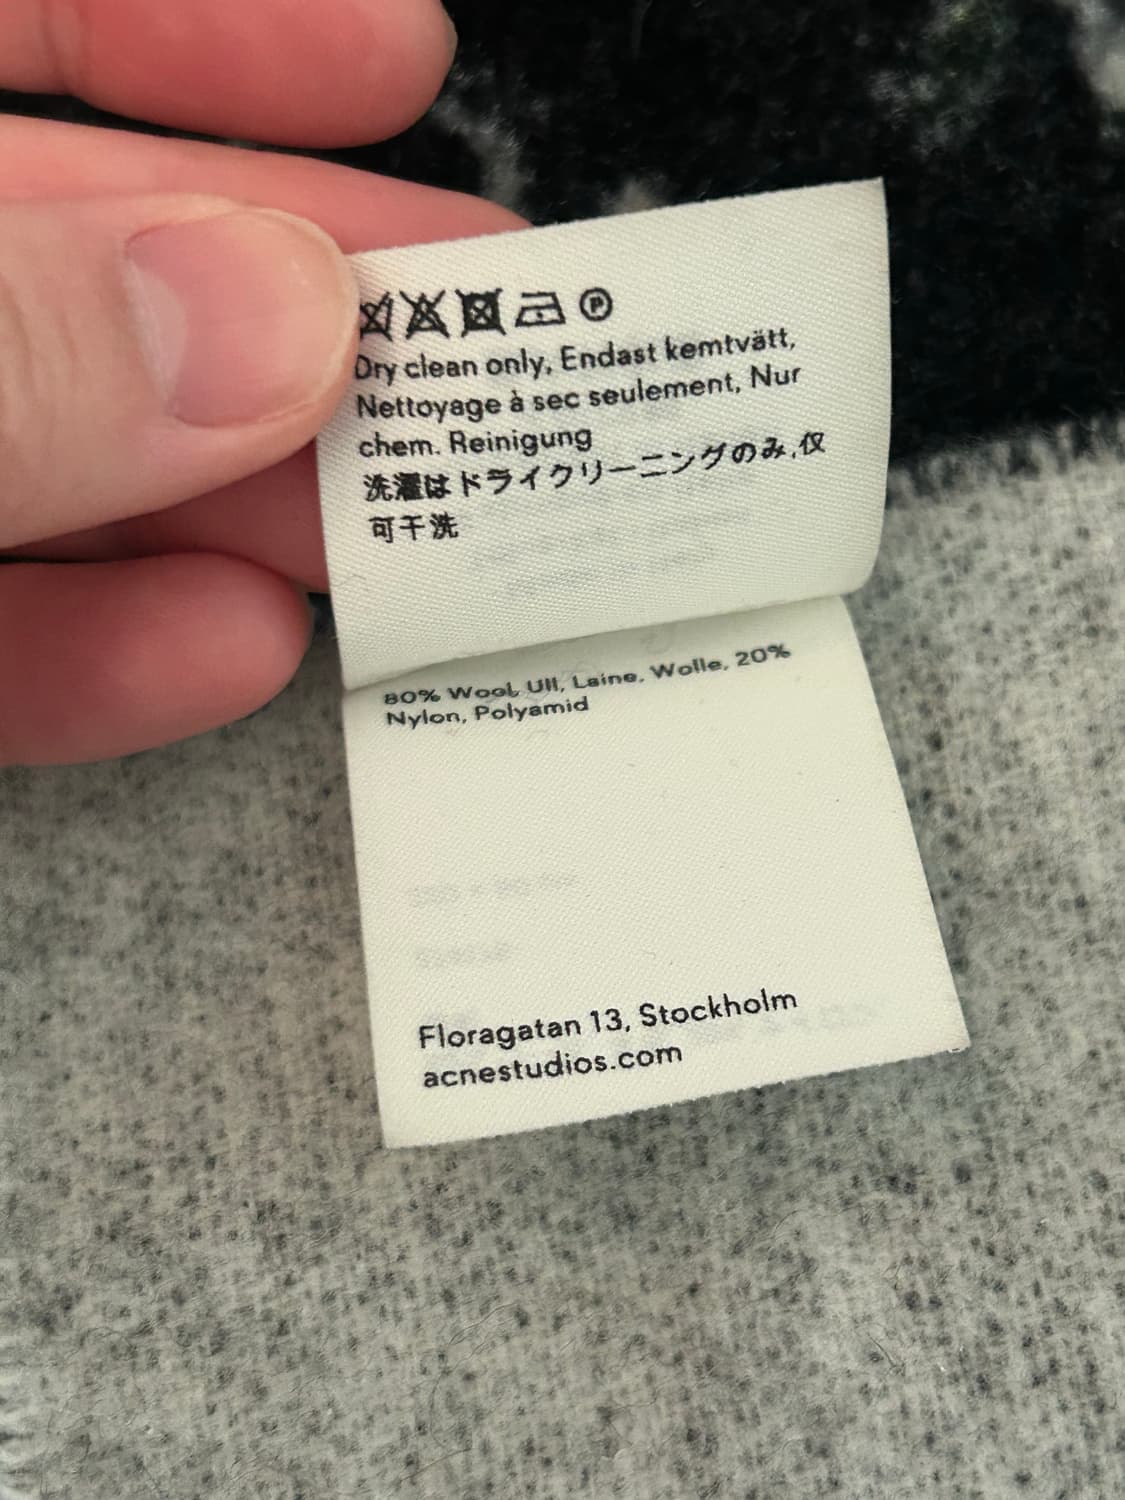 Dry clean only, Endast kemtvätt,
Nettoyage à sec seulement, Nur
chem. Reinigung
洗濯はドライクリーニングのみ,仅
可干洗
80% Wool, Ull, Laine, Wolle, 20%
Nylon, Polyamid
Floragatan 13, Stockholm
acnestudios.com